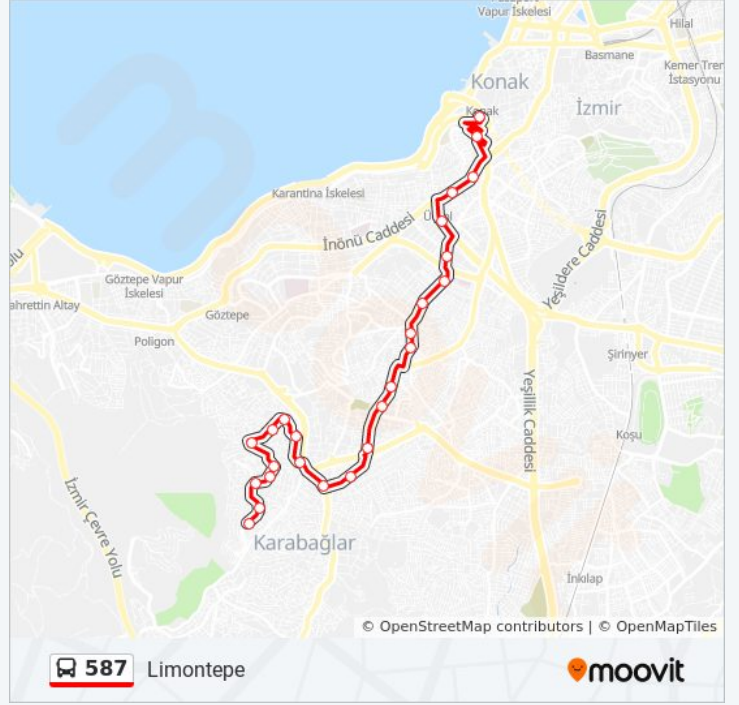 Pasaport
Vapur İskelesi
Hilal
Basmane
Kemer Tren
İstasyonu
Konak
Konak
İzmir
Karantina İskelesi
İnönü Caddesi
Göztepe Vapur
İskelesi
ahrettin Altay
Göztepe
Poligon
Yeşildere Caddesi
Şirinyer
Yeşillik Caddesi
Koşu
İzmir Çevre Yolu
Karabağlar
İnkılap
© OpenStreetMap contributors | © OpenMapTiles
587 Limontepe
moovit